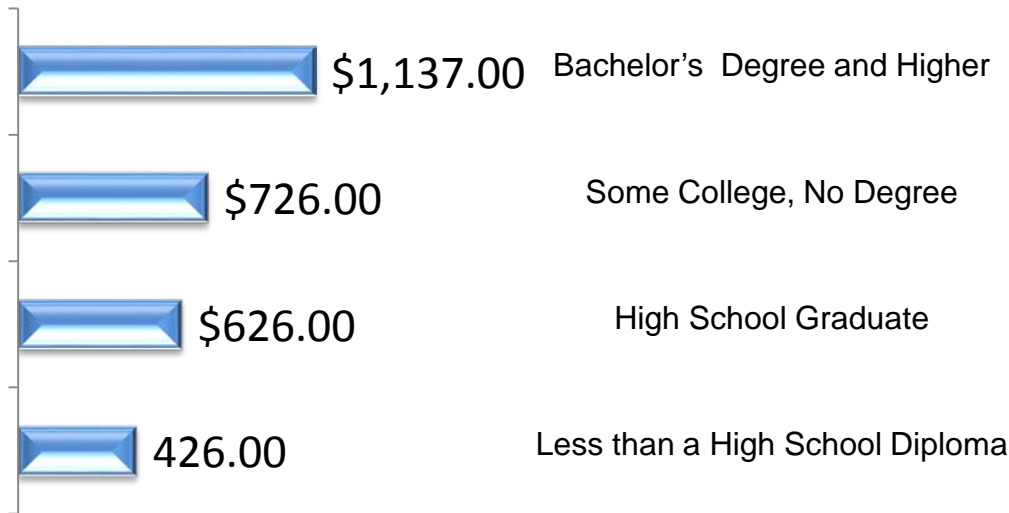 $1,137.00 Bachelor’s  Degree and Higher
$726.00 Some College, No Degree
$626.00 High School Graduate
426.00 Less than a High School Diploma